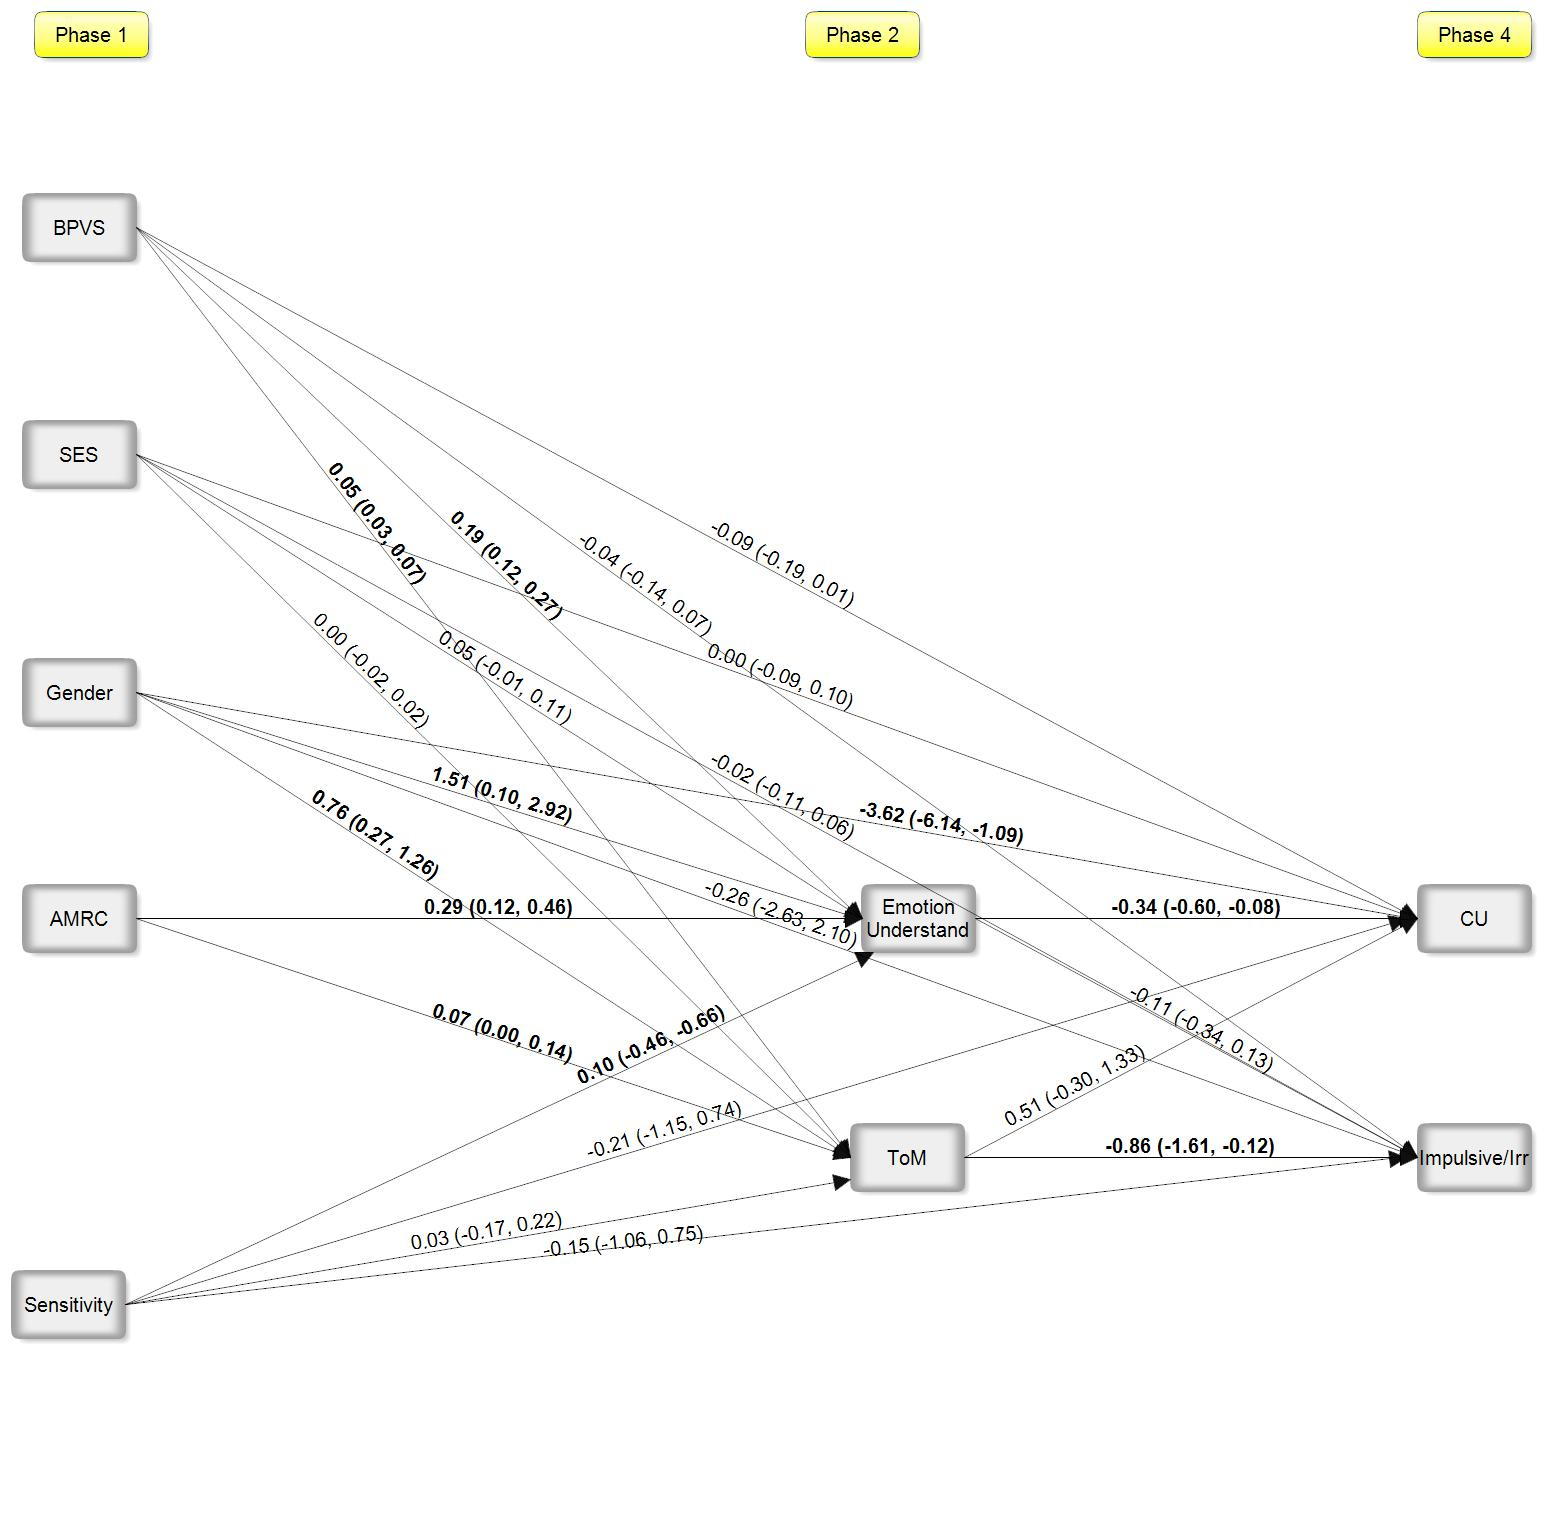 Phase 1
Phase 2
Phase 4
BPVS
SES
Gender
AMRC
Sensitivity
Emotion
Understand
ToM
CU
Impulsive/Irr
0.05 (0.03, 0.07)
0.19 (0.12, 0.27)
-0.04 (-0.14, 0.07)
-0.09 (-0.19, 0.01)
0.00 (-0.02, 0.02)
0.05 (-0.01, 0.11)
0.00 (-0.09, 0.10)
-0.02 (-0.11, 0.06)
1.51 (0.10, 2.92)
0.76 (0.27, 1.26)
-3.62 (-6.14, -1.09)
-0.26 (-2.63, 2.10)
0.29 (0.12, 0.46)
-0.34 (-0.60, -0.08)
0.07 (0.00, 0.14)
0.10 (-0.46, -0.66)
-0.11 (-0.34, 0.13)
0.51 (-0.30, 1.33)
-0.21 (-1.15, 0.74)
-0.86 (-1.61, -0.12)
0.03 (-0.17, 0.22)
-0.15 (-1.06, 0.75)